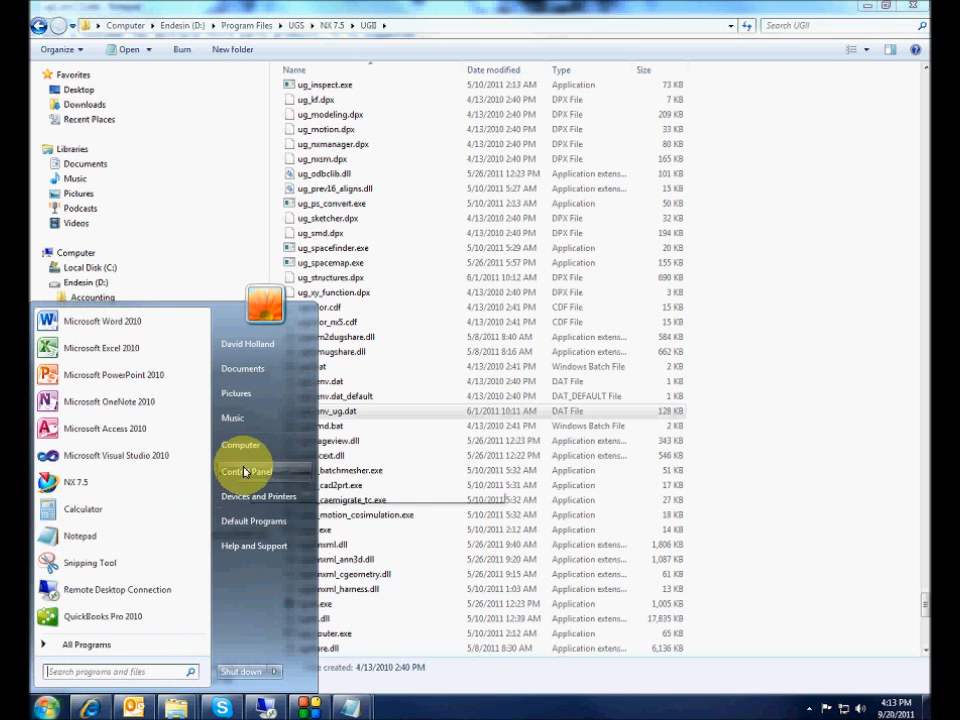 Computer ▸ Endesin (D:) ▸ Program Files ▸ UGS ▸ NX 7.5 ▸ UGII ▸
Search UGII
Organize Open Burn New folder
Name Date modified Type Size
Favorites
Desktop
Downloads
Recent Places
Libraries
Documents
Music
Pictures
Podcasts
Videos
Computer
Local Disk (C:)
Endesin (D:)
Accounting
ug_inspect.exe 5/10/2011 2:13 AM Application 73 KB
ug_kf.dpx 4/13/2010 2:40 PM DPX File 7 KB
ug_modeling.dpx 4/13/2010 2:40 PM DPX File 209 KB
ug_motion.dpx 4/13/2010 2:40 PM DPX File 33 KB
ug_nxmanager.dpx 4/13/2010 2:40 PM DPX File 80 KB
ug_nxsm.dpx 4/13/2010 2:40 PM DPX File 165 KB
ug_odbclib.dll 5/26/2011 12:23 PM Application extens... 101 KB
ug_prev16_aligns.dll 5/10/2011 5:27 AM Application extens... 15 KB
ug_ps_convert.exe 5/10/2011 2:13 AM Application 50 KB
ug_sketcher.dpx 4/13/2010 2:40 PM DPX File 32 KB
ug_smd.dpx 4/13/2010 2:40 PM DPX File 194 KB
ug_spacefinder.exe 5/10/2011 5:29 AM Application 20 KB
ug_spacemap.exe 5/26/2011 5:57 PM Application 155 KB
ug_structures.dpx 6/1/2011 10:12 AM DPX File 690 KB
ug_xy_function.dpx 4/13/2010 2:40 PM DPX File 3 KB
4/13/2010 2:41 PM CDF File 32 KB
4/13/2010 2:41 PM CDF File 32 KB
5/8/2011 8:40 AM Application extens... 584 KB
5/8/2011 8:16 AM Application extens... 662 KB
4/13/2010 2:41 PM Windows Batch File 2 KB
4/13/2010 2:40 PM DAT File
4/13/2010 2:40 PM DAT_DEFAULT File
env_ug.dat 6/1/2011 10:11 AM DAT File 128 KB
4/13/2010 2:41 PM Windows Batch File 2 KB
5/26/2011 12:23 PM Application extens... 343 KB
5/26/2011 12:22 PM Application extens... 546 KB
_batchmesher.exe 5/10/2011 5:32 AM Application 51 KB
_cad2prt.exe 5/10/2011 5:31 AM Application 17 KB
_caemigrate_tc.exe 5/10/2011 5:32 AM Application 27 KB
_motion_cosimulation.exe 5/10/2011 5:32 AM Application 18 KB
.exe 5/10/2011 2:12 AM Application 14 KB
5/26/2011 9:40 AM Application extens... 1,806 KB
5/26/2011 9:20 AM Application extens... 1,087 KB
5/26/2011 9:15 AM Application extens... 61 KB
5/10/2011 1:03 AM Application extens... 13 KB
5/26/2011 12:23 PM Application 1,005 KB
5/26/2011 12:39 AM Application extens... 17,835 KB
5/10/2011 2:12 AM Application 65 KB
5/8/2011 8:30 AM Application extens... 6,136 KB
created: 4/13/2010 2:40 PM
Microsoft Word 2010
Microsoft Excel 2010
Microsoft PowerPoint 2010
Microsoft OneNote 2010
Microsoft Access 2010
Microsoft Visual Studio 2010
NX 7.5
Calculator
Notepad
Snipping Tool
Remote Desktop Connection
QuickBooks Pro 2010
All Programs
Search programs and files
David Holland
Documents
Pictures
Music
Computer
Control Panel
Devices and Printers
Default Programs
Help and Support
Shut down
4:13 PM
9/20/2011